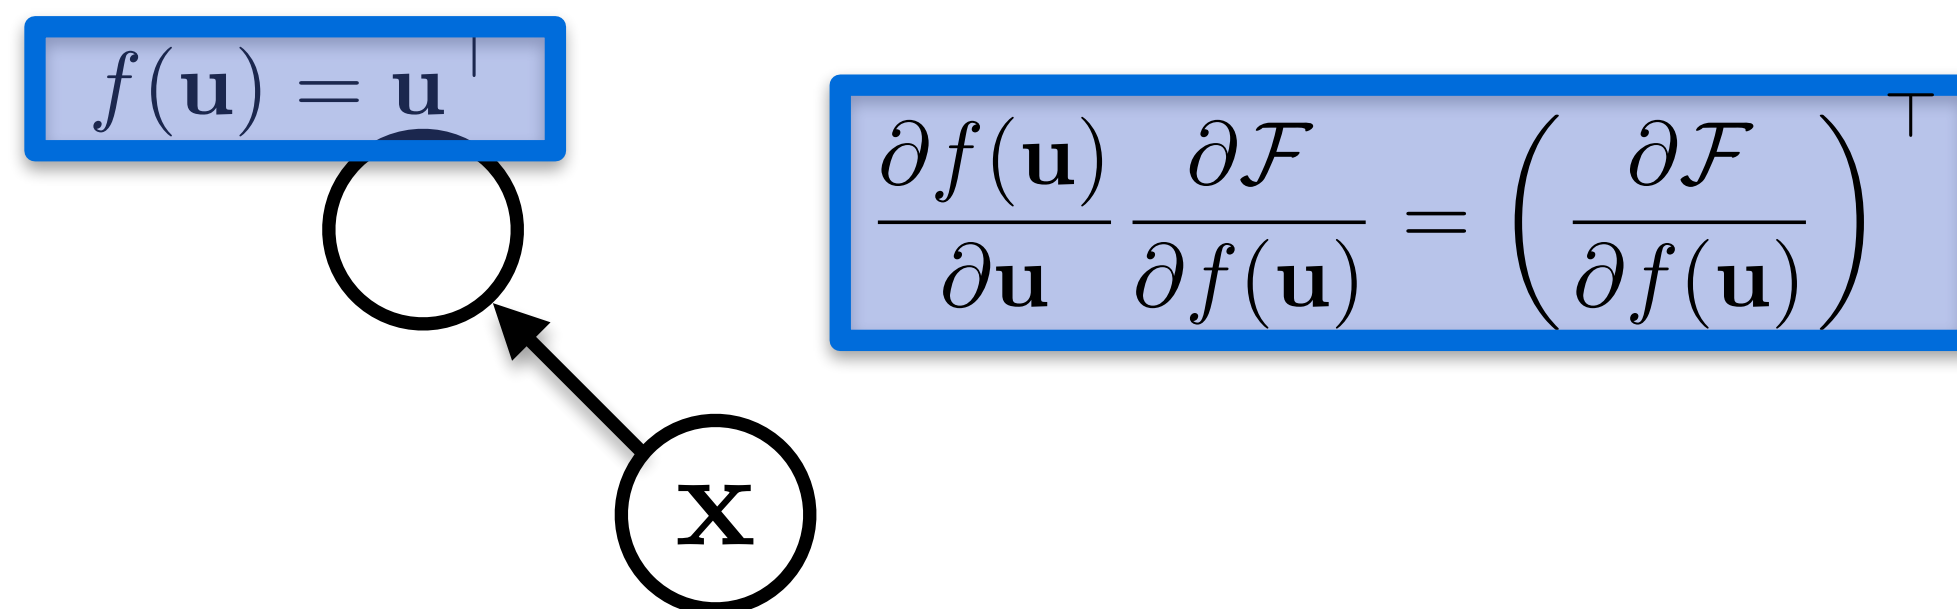 f(𝐮) = 𝐮^⊤
∂f(𝐮)/∂𝐮 ∂ℱ/∂f(𝐮) = (∂ℱ/∂f(𝐮))^⊤
𝐱